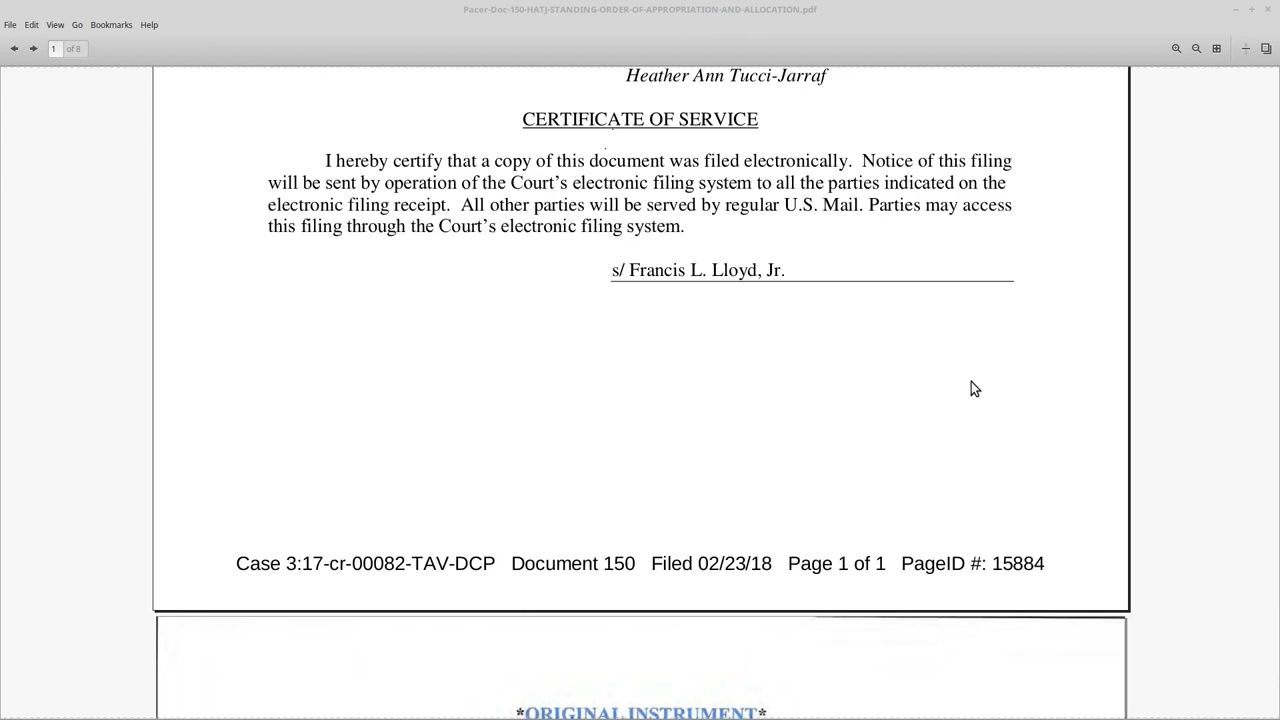 Pacer-Doc-150-HATJ-STANDING-ORDER-OF-APPROPRIATION-AND-ALLOCATION.pdf
File Edit View Go Bookmarks Help
1 of 8
Heather Ann Tucci-Jarraf
CERTIFICATE OF SERVICE
I hereby certify that a copy of this document was filed electronically. Notice of this filing
will be sent by operation of the Court's electronic filing system to all the parties indicated on the
electronic filing receipt. All other parties will be served by regular U.S. Mail. Parties may access
this filing through the Court's electronic filing system.
s/ Francis L. Lloyd, Jr.
Case 3:17-cr-00082-TAV-DCP Document 150 Filed 02/23/18 Page 1 of 1 PageID #: 15884
*ORIGINAL INSTRUMENT*